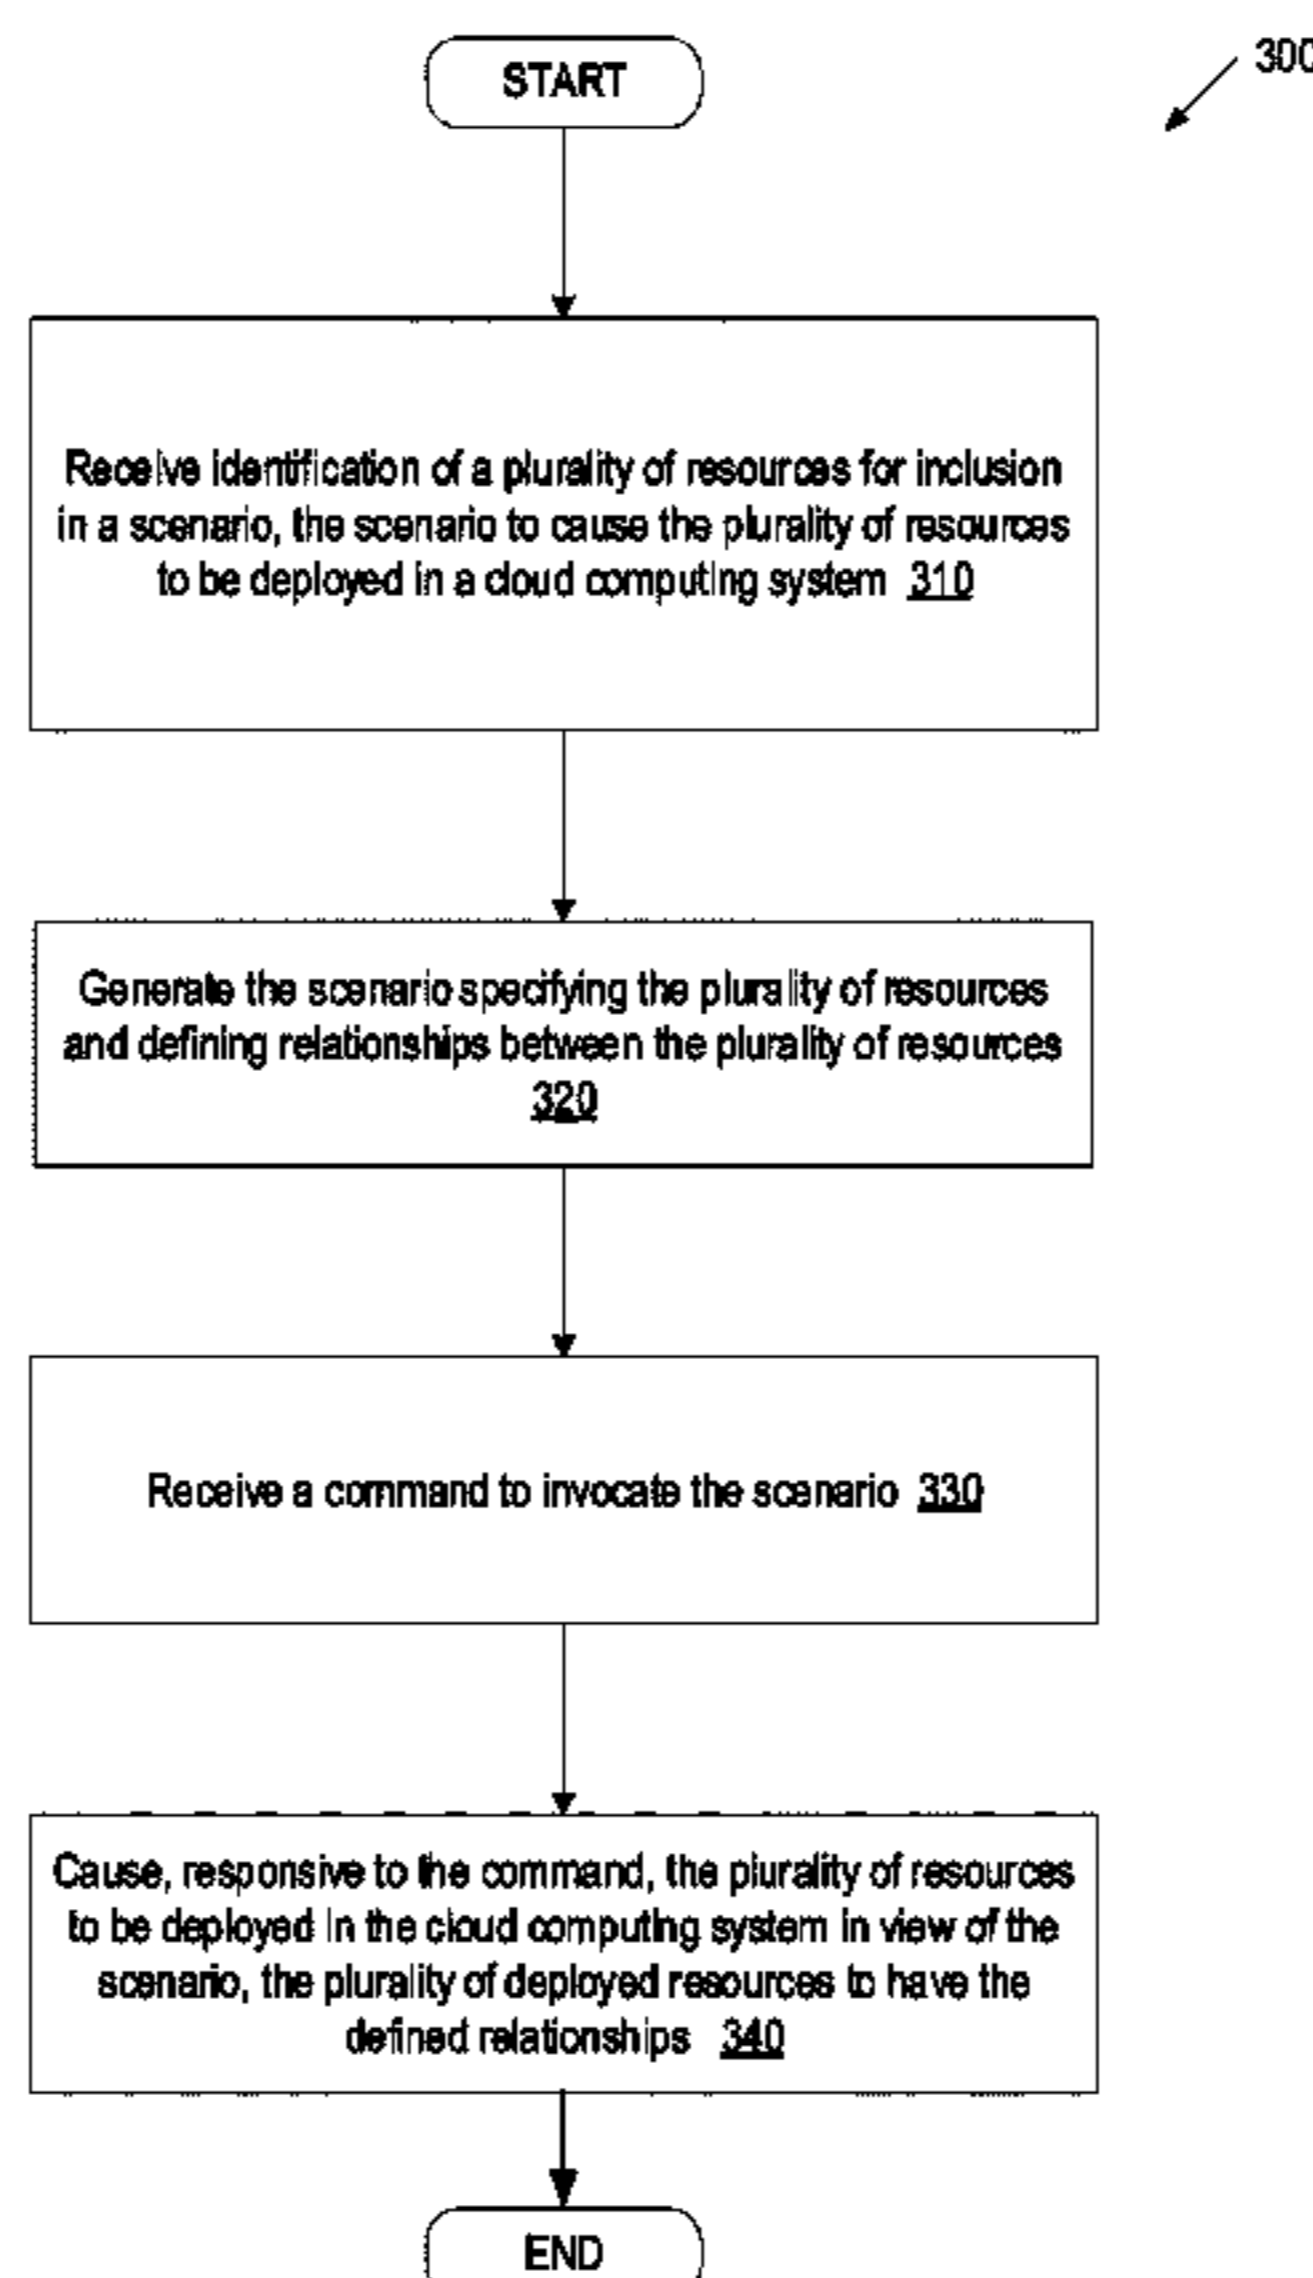 START
300
Receive identification of a plurality of resources for inclusion
in a scenario, the scenario to cause the plurality of resources
to be deployed in a cloud computing system 310
Generate the scenario specifying the plurality of resources
and defining relationships between the plurality of resources
320
Receive a command to invocate the scenario 330
Cause, responsive to the command, the plurality of resources
to be deployed in the cloud computing system in view of the
scenario, the plurality of deployed resources to have the
defined relationships 340
END